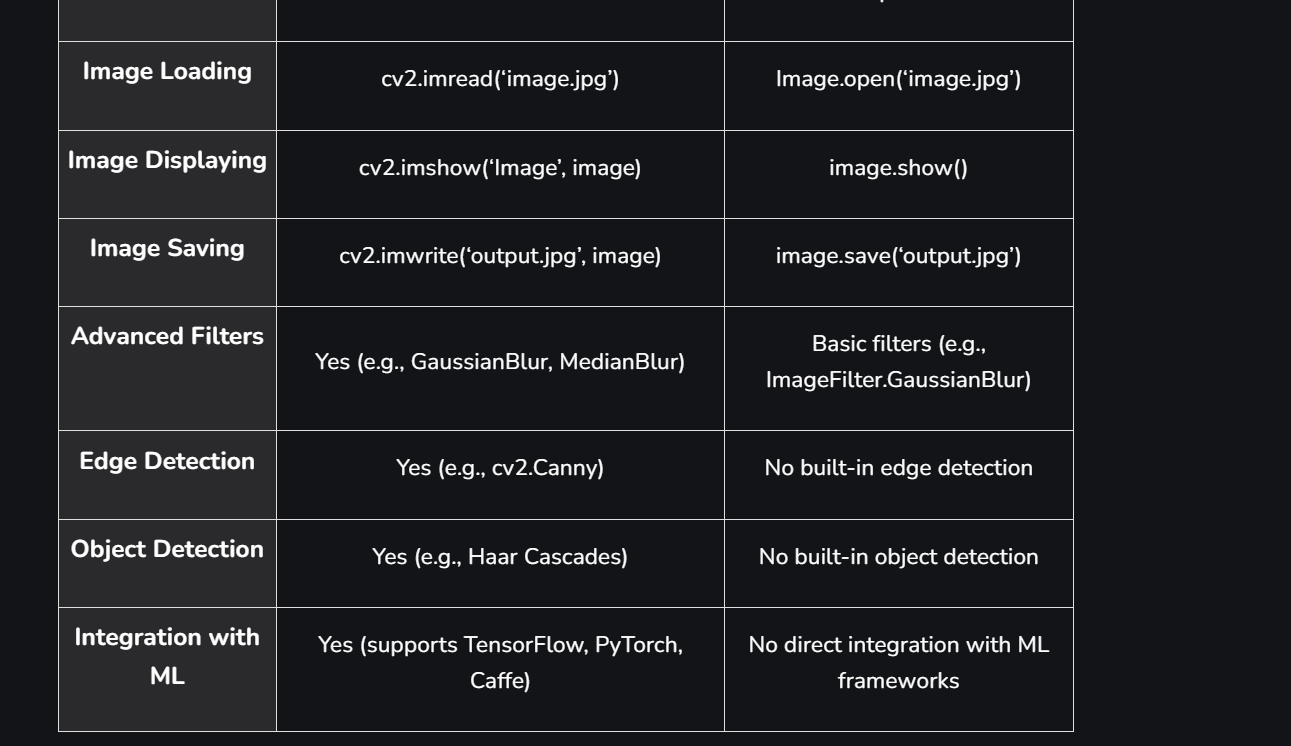 Image Loading
cv2.imread(‘image.jpg’)
Image.open(‘image.jpg’)
Image Displaying
cv2.imshow(‘Image’, image)
image.show()
Image Saving
cv2.imwrite(‘output.jpg’, image)
image.save(‘output.jpg’)
Advanced Filters
Yes (e.g., GaussianBlur, MedianBlur)
Basic filters (e.g.,
ImageFilter.GaussianBlur)
Edge Detection
Yes (e.g., cv2.Canny)
No built-in edge detection
Object Detection
Yes (e.g., Haar Cascades)
No built-in object detection
Integration with
ML
Yes (supports TensorFlow, PyTorch,
Caffe)
No direct integration with ML
frameworks